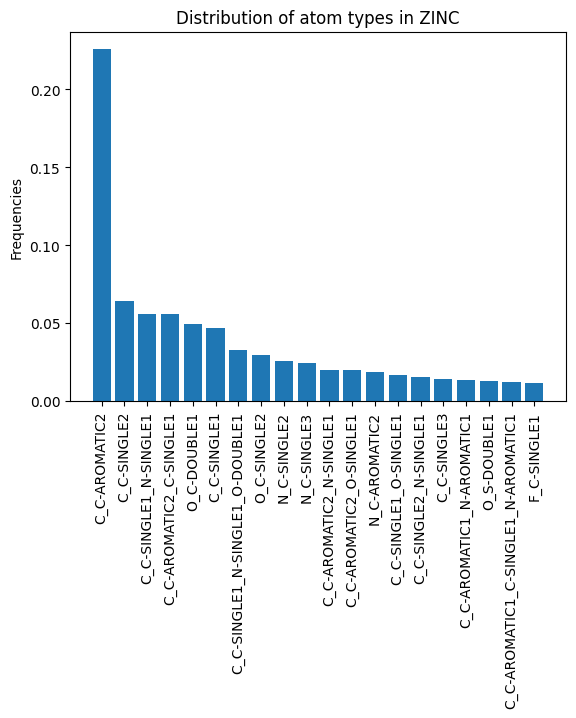 Distribution of atom types in ZINC
Frequencies
0.20
0.15
0.10
0.05
0.00
C_C-AROMATIC2
C_C-SINGLE2
C_C-SINGLE1_N-SINGLE1
C_C-AROMATIC2_C-SINGLE1
O_C-DOUBLE1
C_C-SINGLE1
C_C-SINGLE1_N-SINGLE1_O-DOUBLE1
O_C-SINGLE2
N_C-SINGLE2
N_C-SINGLE3
C_C-AROMATIC2_N-SINGLE1
C_C-AROMATIC2_O-SINGLE1
N_C-AROMATIC2
C_C-SINGLE1_O-SINGLE1
C_C-SINGLE2_N-SINGLE1
C_C-SINGLE3
C_C-AROMATIC1_N-AROMATIC1
O_S-DOUBLE1
C_C-AROMATIC1_C-SINGLE1_N-AROMATIC1
F_C-SINGLE1